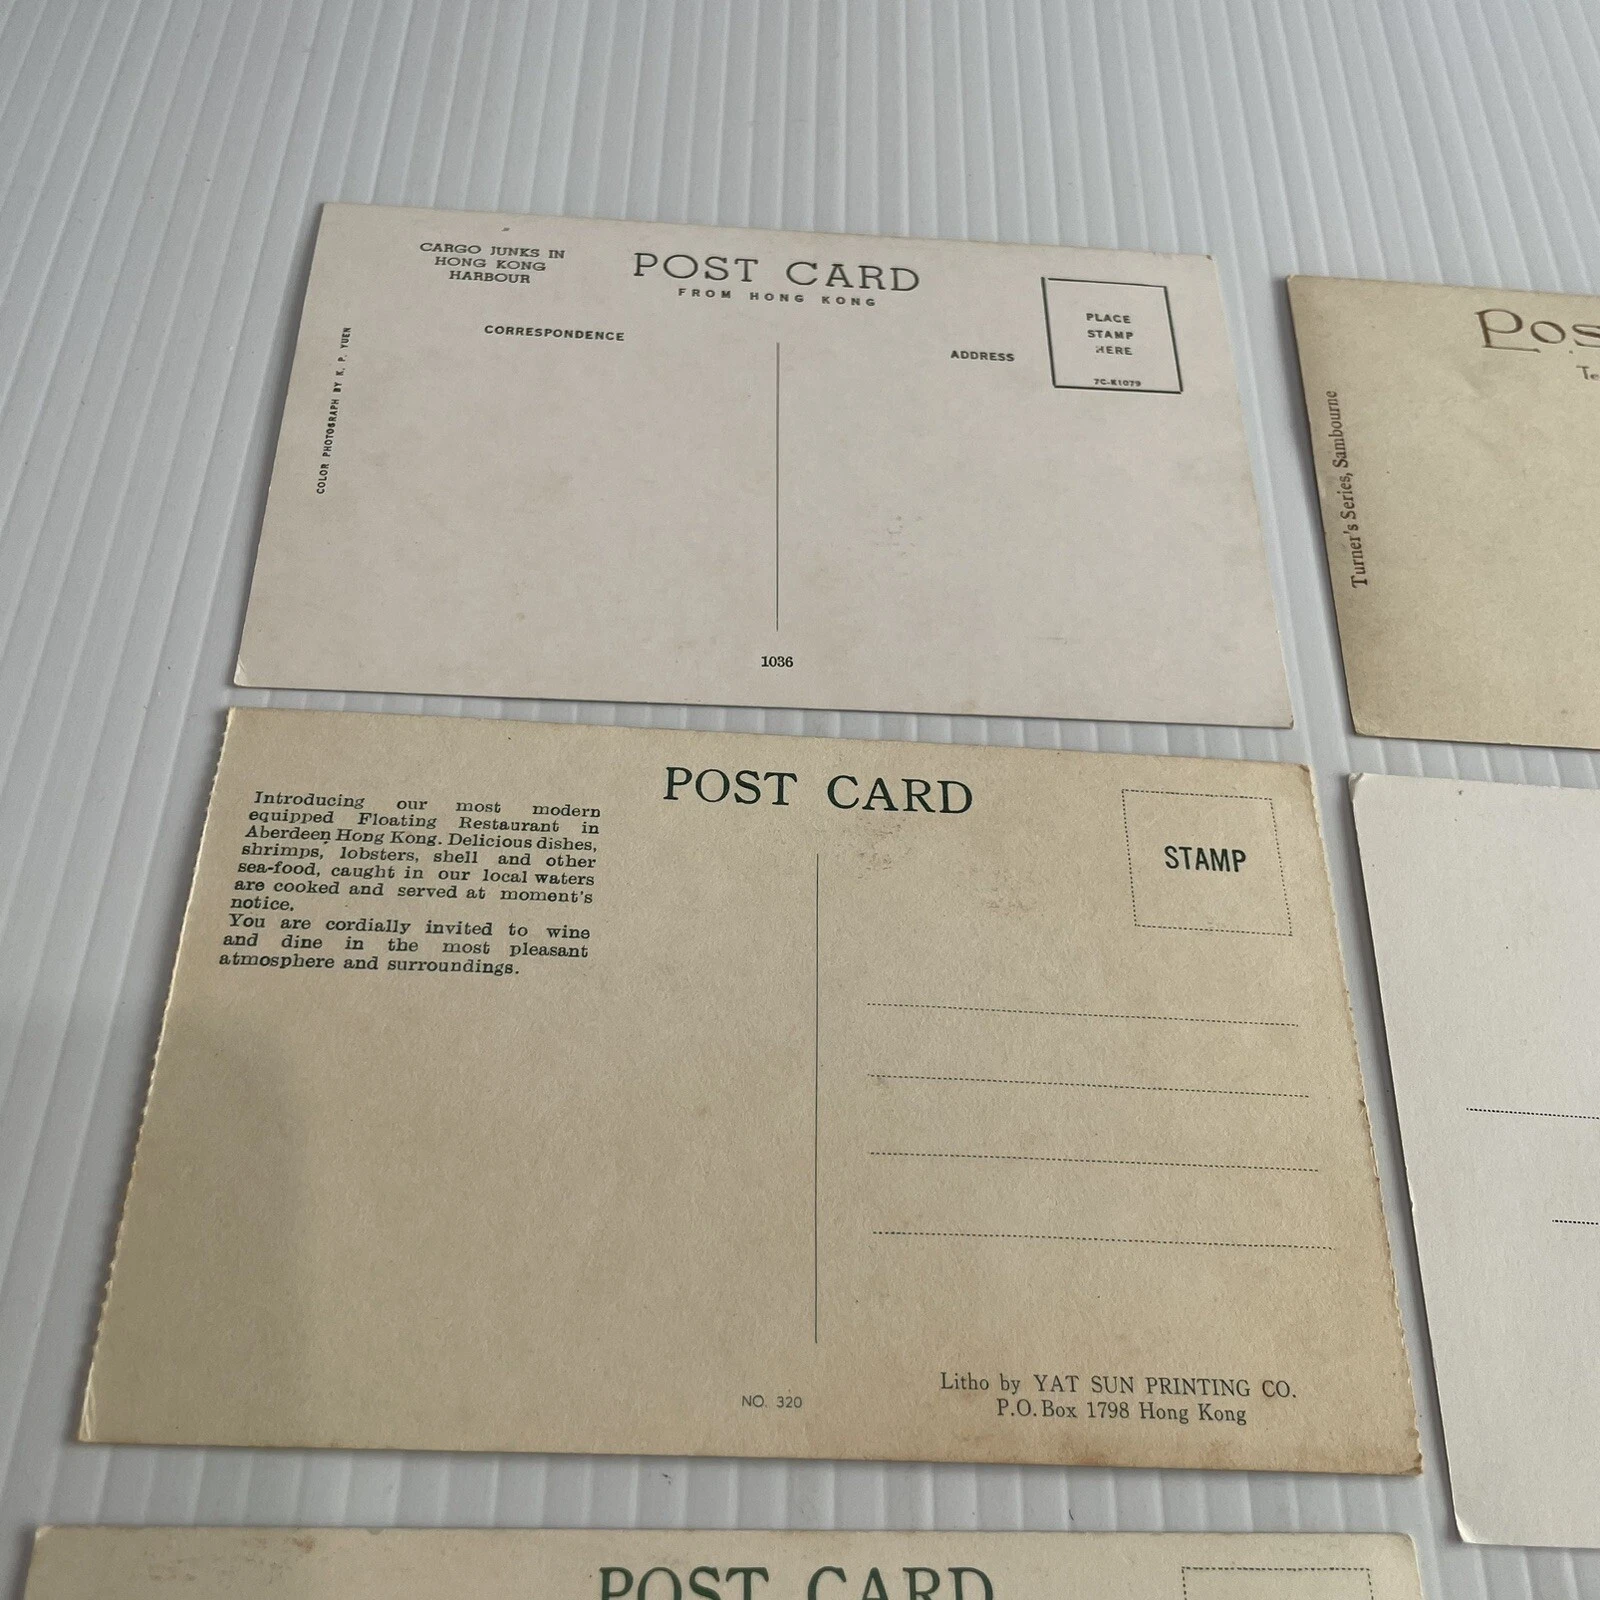 CARGO JUNKS IN
HONG KONG
HARBOUR
POST CARD
FROM HONG KONG
CORRESPONDENCE
ADDRESS
PLACE
STAMP
HERE
7C-K1079
COLOR PHOTOGRAPH BY K. P. YUEN
1036
Pos
Te
Turner's Series, Sambourne
POST CARD
Introducing our most modern
equipped Floating Restaurant in
Aberdeen, Hong Kong. Delicious dishes,
shrimps, lobsters, shell and other
sea-food, caught in our local waters
are cooked and served at moment's
notice.
You are cordially invited to wine
and dine in the most pleasant
atmosphere and surroundings.
STAMP
NO. 320
Litho by YAT SUN PRINTING CO.
P.O. Box 1798 Hong Kong
POST CARD